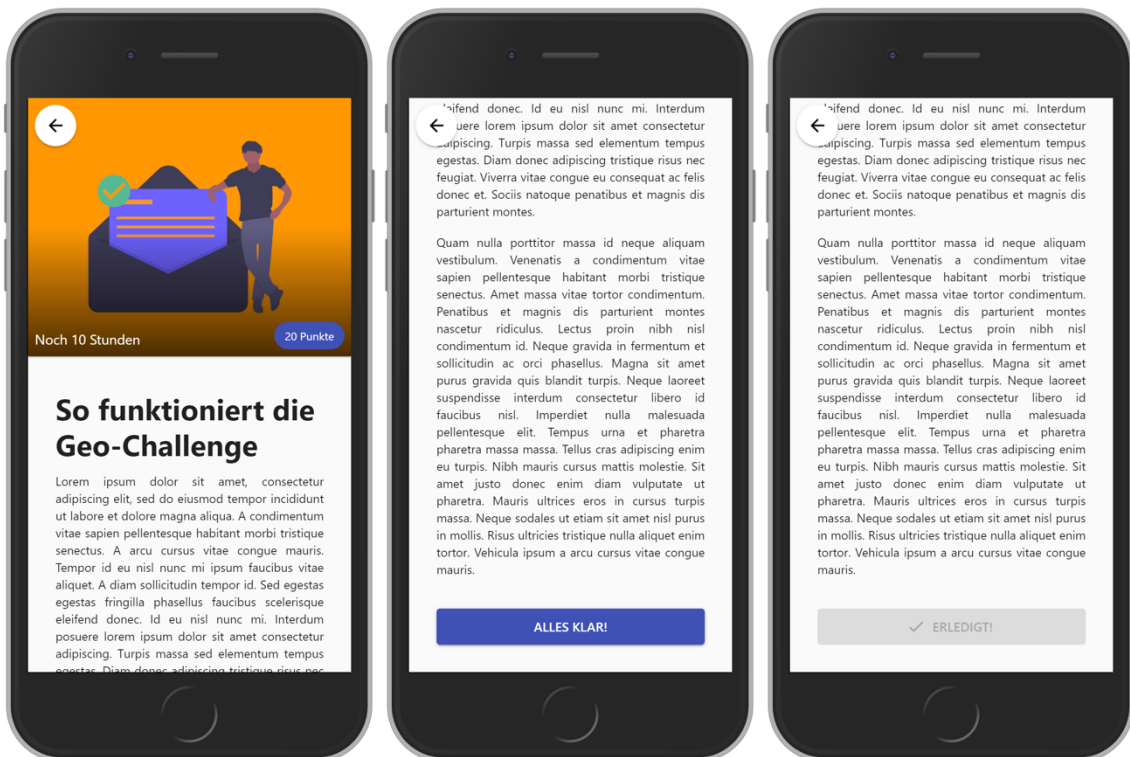 Noch 10 Stunden
20 Punkte
So funktioniert die
Geo-Challenge
Lorem ipsum dolor sit amet, consectetur
adipiscing elit, sed do eiusmod tempor incididunt
ut labore et dolore magna aliqua. A condimentum
vitae sapien pellentesque habitant morbi tristique
senectus. A arcu cursus vitae congue mauris.
Tempor id eu nisl nunc mi ipsum faucibus vitae
aliquet. A diam sollicitudin tempor id. Sed egestas
egestas fringilla phasellus faucibus scelerisque
eleifend donec. Id eu nisl nunc mi. Interdum
posuere lorem ipsum dolor sit amet consectetur
adipiscing. Turpis massa sed elementum tempus
egestas. Diam donec adipiscing tristique risus nec
eleifend donec. Id eu nisl nunc mi. Interdum
lorem ipsum dolor sit amet consectetur
adipiscing. Turpis massa sed elementum tempus
egestas. Diam donec adipiscing tristique risus nec
feugiat. Viverra vitae congue eu consequat ac felis
donec et. Sociis natoque penatibus et magnis dis
parturient montes.
Quam nulla porttitor massa id neque aliquam
vestibulum. Venenatis a condimentum vitae
sapien pellentesque habitant morbi tristique
senectus. Amet massa vitae tortor condimentum.
Penatibus et magnis dis parturient montes
nascetur ridiculus. Lectus proin nibh nisl
condimentum id. Neque gravida in fermentum et
sollicitudin ac orci phasellus. Magna sit amet
purus gravida quis blandit turpis. Neque laoreet
suspendisse interdum consectetur libero id
faucibus nisl. Imperdiet nulla malesuada
pellentesque elit. Tempus urna et pharetra
pharetra massa massa. Tellus cras adipiscing enim
eu turpis. Nibh mauris cursus mattis molestie. Sit
amet justo donec enim diam vulputate ut
pharetra. Mauris ultrices eros in cursus turpis
massa. Neque sodales ut etiam sit amet nisl purus
in mollis. Risus ultricies tristique nulla aliquet enim
tortor. Vehicula ipsum a arcu cursus vitae congue
mauris.
ALLES KLAR!
eleifend donec. Id eu nisl nunc mi. Interdum
lorem ipsum dolor sit amet consectetur
adipiscing. Turpis massa sed elementum tempus
egestas. Diam donec adipiscing tristique risus nec
feugiat. Viverra vitae congue eu consequat ac felis
donec et. Sociis natoque penatibus et magnis dis
parturient montes.
Quam nulla porttitor massa id neque aliquam
vestibulum. Venenatis a condimentum vitae
sapien pellentesque habitant morbi tristique
senectus. Amet massa vitae tortor condimentum.
Penatibus et magnis dis parturient montes
nascetur ridiculus. Lectus proin nibh nisl
condimentum id. Neque gravida in fermentum et
sollicitudin ac orci phasellus. Magna sit amet
purus gravida quis blandit turpis. Neque laoreet
suspendisse interdum consectetur libero id
faucibus nisl. Imperdiet nulla malesuada
pellentesque elit. Tempus urna et pharetra
pharetra massa massa. Tellus cras adipiscing enim
eu turpis. Nibh mauris cursus mattis molestie. Sit
amet justo donec enim diam vulputate ut
pharetra. Mauris ultrices eros in cursus turpis
massa. Neque sodales ut etiam sit amet nisl purus
in mollis. Risus ultricies tristique nulla aliquet enim
tortor. Vehicula ipsum a arcu cursus vitae congue
mauris.
ERLEDIGT!